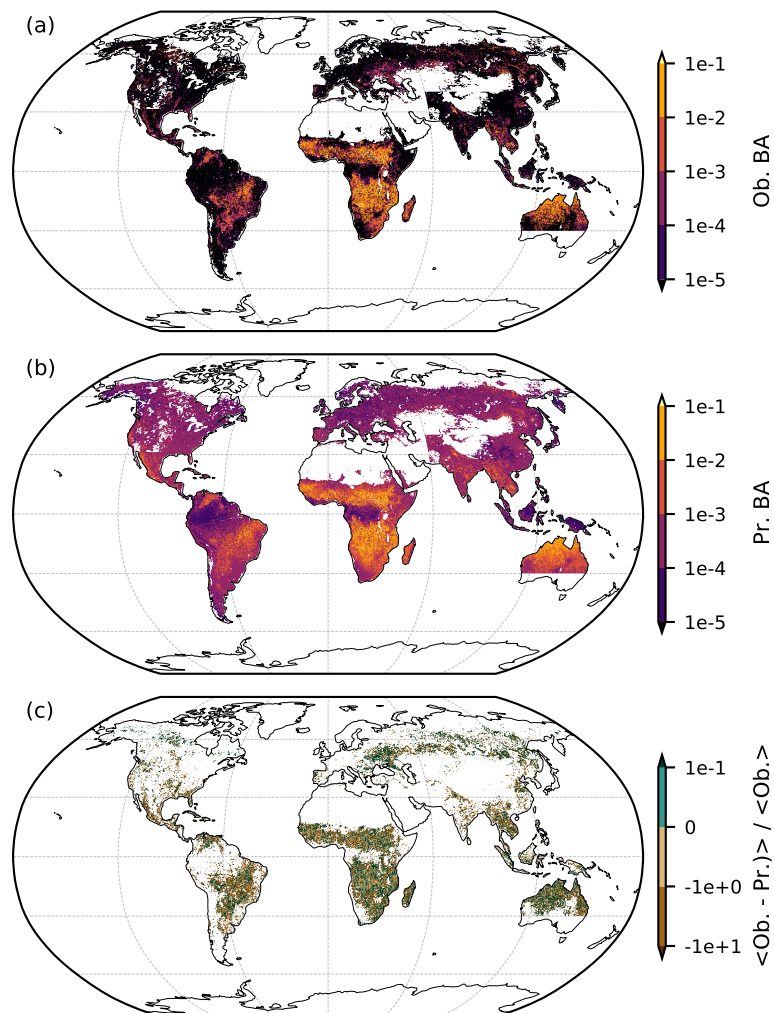 (a)
1e-1
1e-2
1e-3
1e-4
1e-5
Ob. BA
(b)
1e-1
1e-2
1e-3
1e-4
1e-5
Pr. BA
(c)
1e-1
0
-1e+0
-1e+1
<Ob. - Pr.)> / <Ob.>